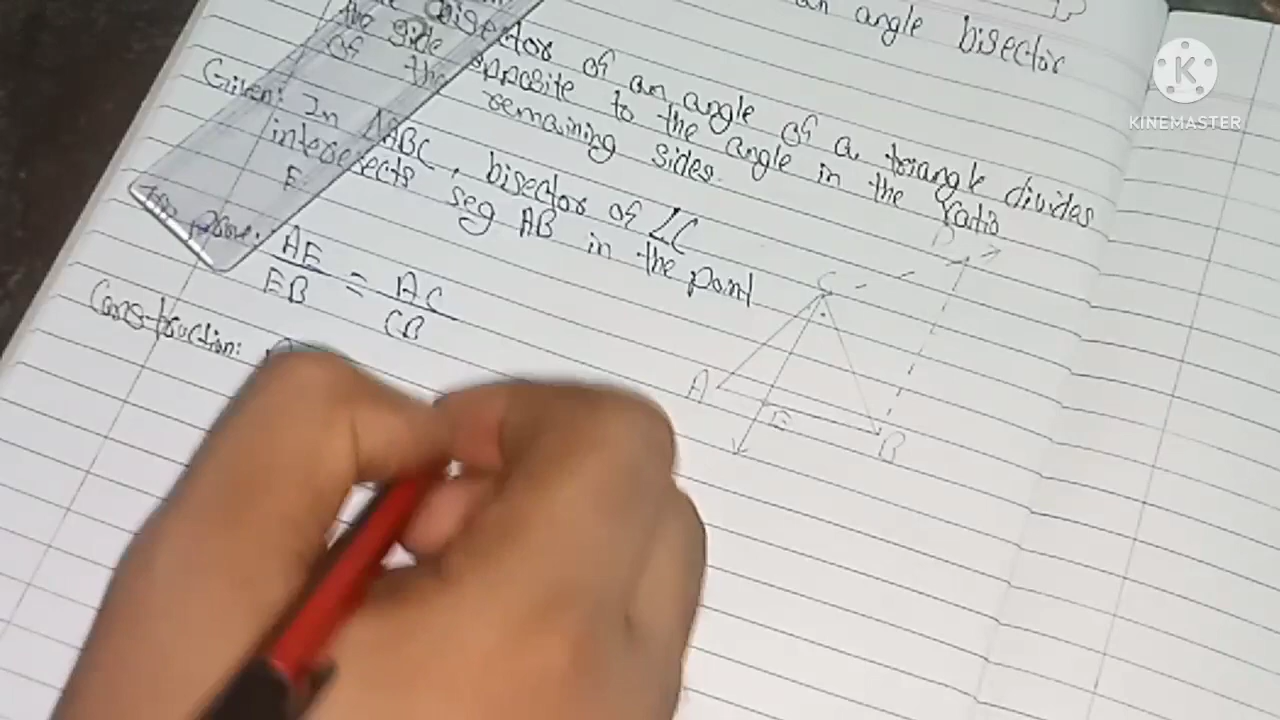 an angle bisector
bisector of an angle of a triangle divides
the side opposite to the angle in the ratio
of the remaining sides.
Given: In ΔABC, bisector of ∠C
intersects seg AB in the point
E.
To prove: AE/EB = AC/CB
Construction:
C
D
A
E
B
K
KINEMASTER